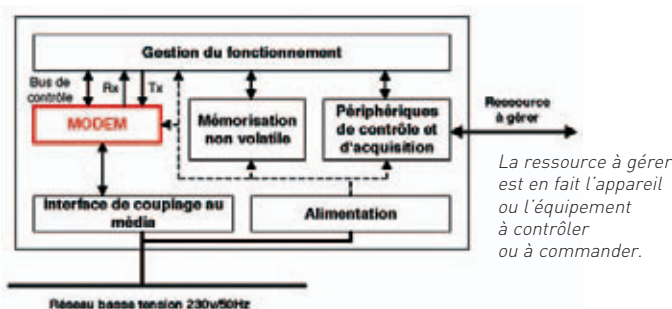 Gestion du fonctionnement
Bus de
contrôle
Rx
Tx
MODEM
Mémorisation
non volatile
Périphériques
de contrôle et
d'acquisition
Ressource
à gérer
La ressource à gérer
est en fait l'appareil
ou l'équipement
à contrôler
ou à commander.
Interface de couplage au
média
Alimentation
Réseau basse tension 230v/50Hz